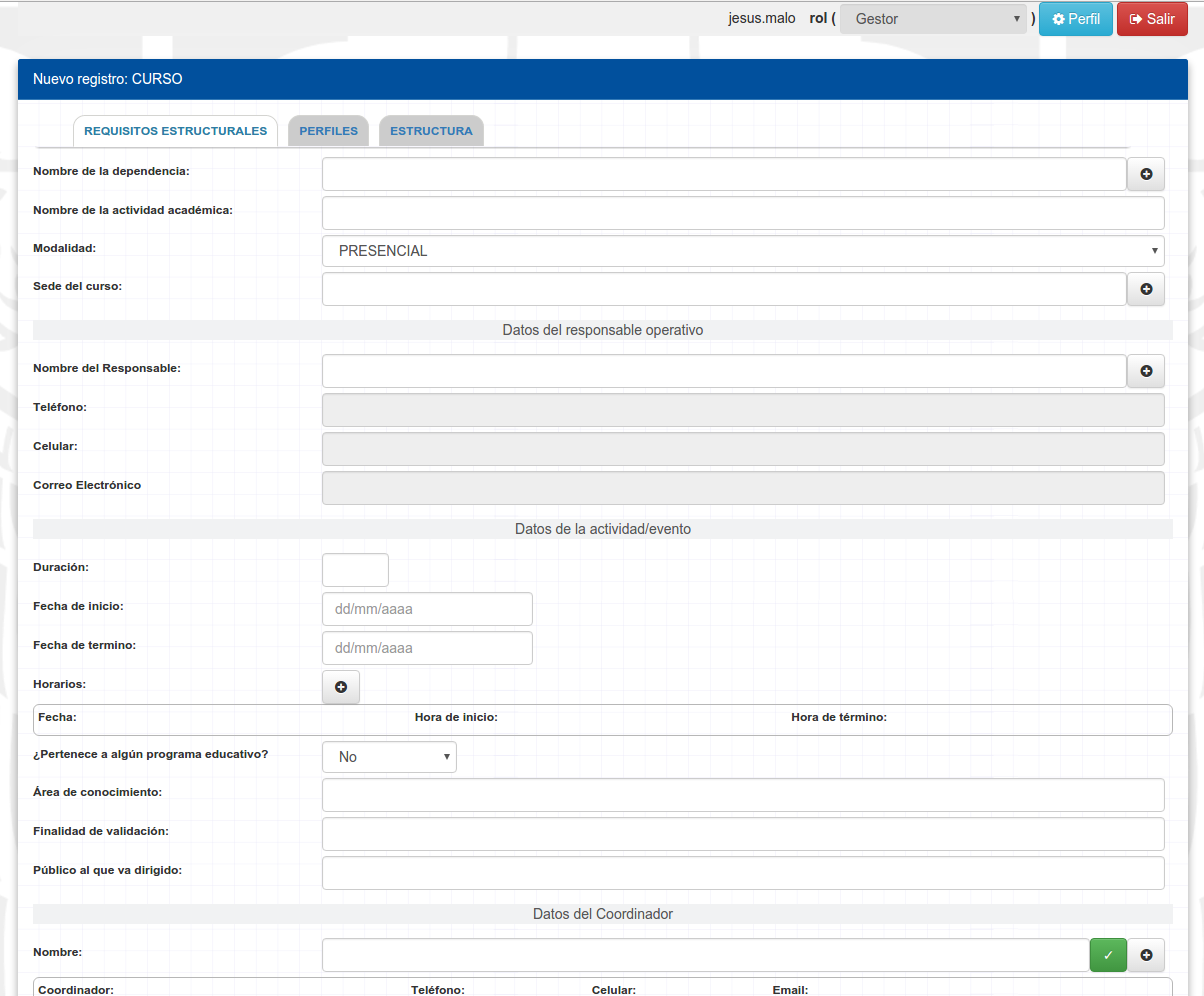 jesus.malo rol ( Gestor ) Perfil Salir
Nuevo registro: CURSO
REQUISITOS ESTRUCTURALES PERFILES ESTRUCTURA
Nombre de la dependencia:
Nombre de la actividad académica:
Modalidad: PRESENCIAL
Sede del curso:
Datos del responsable operativo
Nombre del Responsable:
Teléfono:
Celular:
Correo Electrónico
Datos de la actividad/evento
Duración:
Fecha de inicio: dd/mm/aaaa
Fecha de termino: dd/mm/aaaa
Horarios:
Fecha: Hora de inicio: Hora de término:
¿Pertenece a algún programa educativo? No
Área de conocimiento:
Finalidad de validación:
Público al que va dirigido:
Datos del Coordinador
Nombre:
Coordinador: Teléfono: Celular: Email: